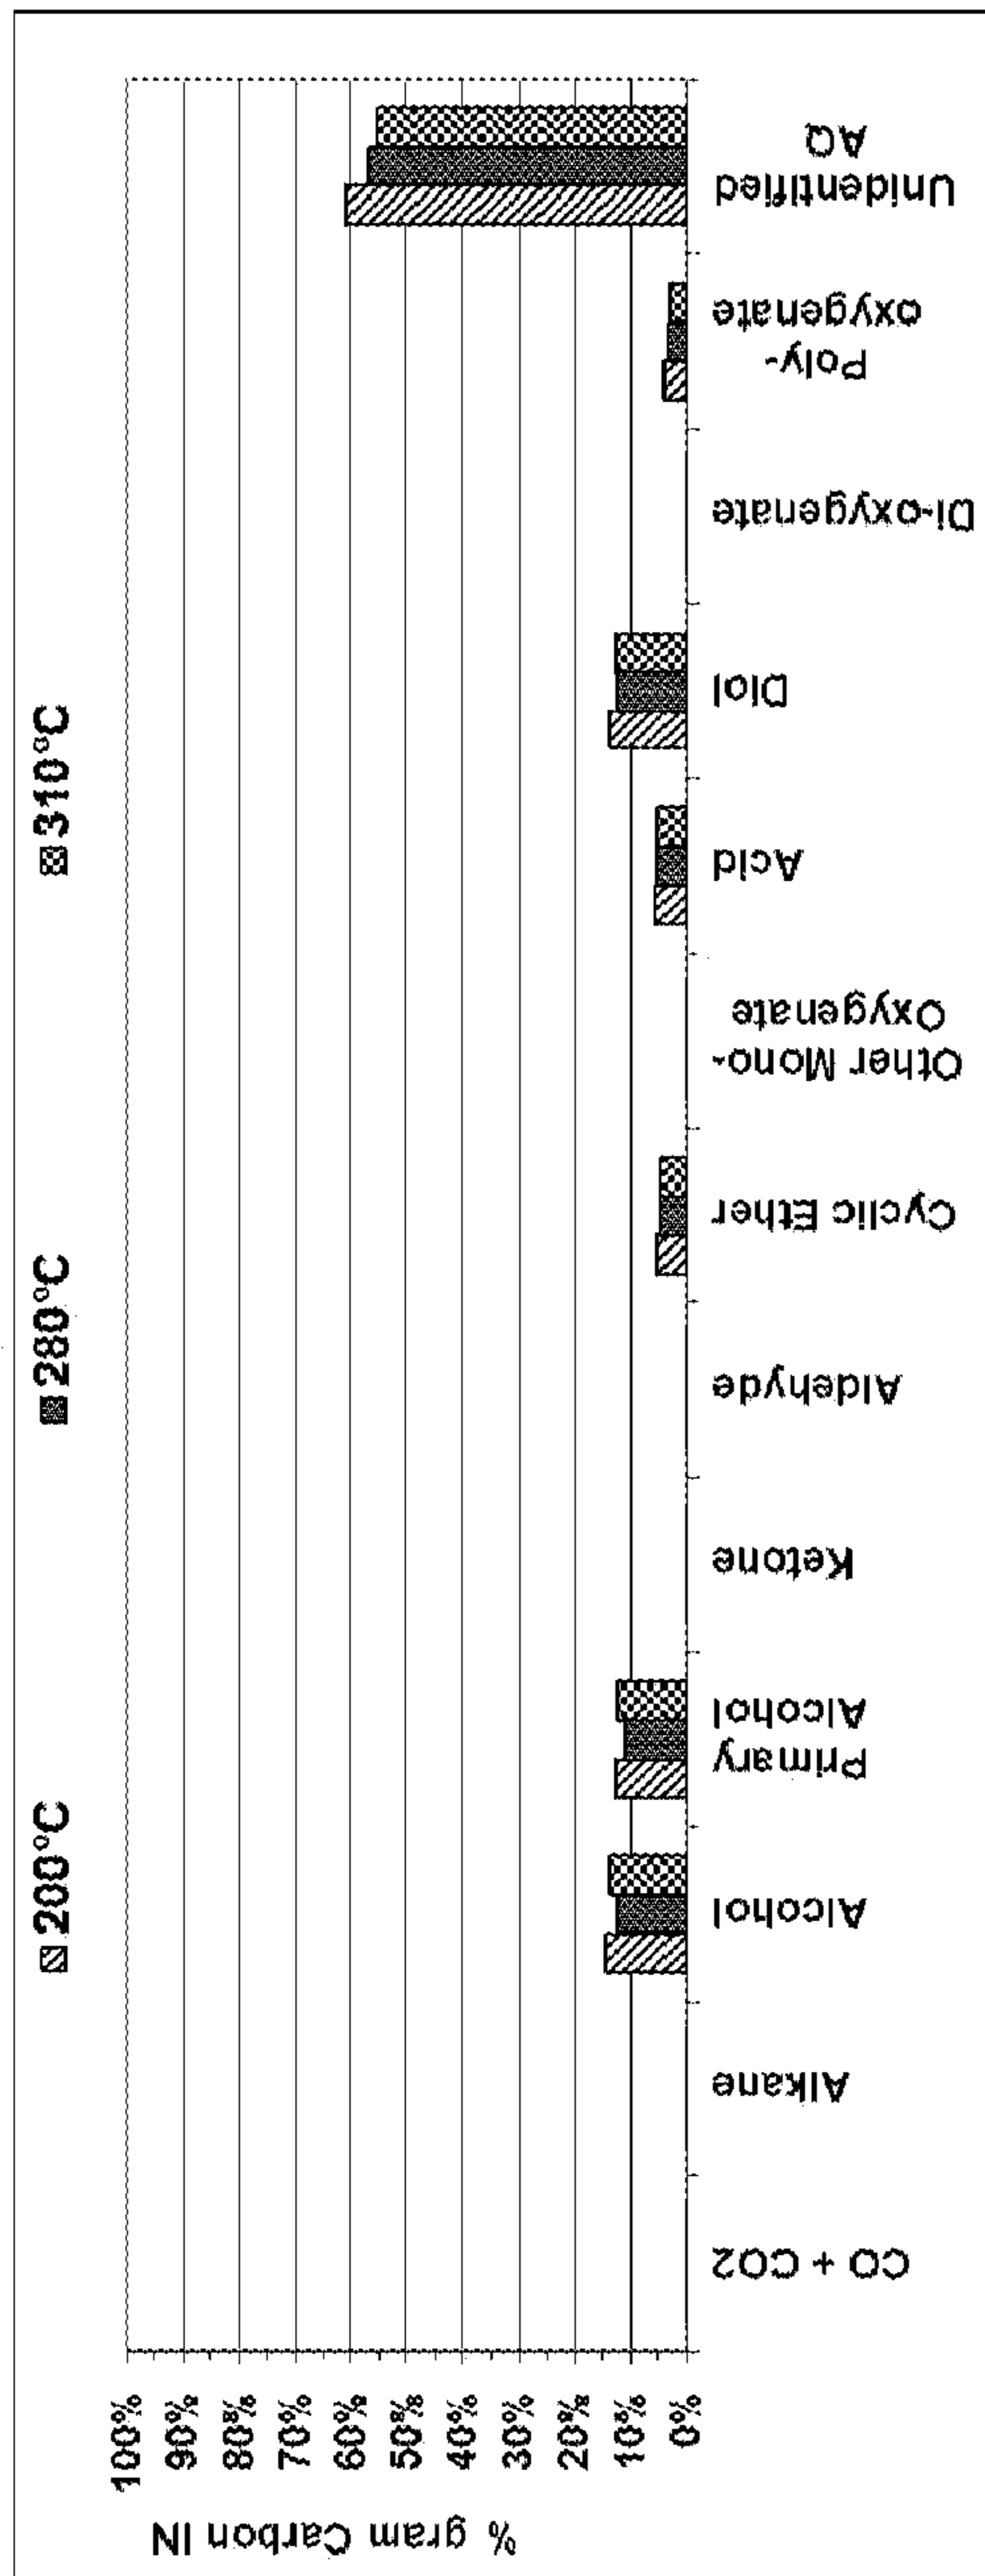 200°C 280°C 310°C
% gram Carbon IN
100%
90%
80%
70%
60%
50%
40%
30%
20%
10%
0%
CO + CO2
Alkane
Alcohol
Primary
Alcohol
Ketone
Aldehyde
Cyclic Ether
Other Mono-
Oxygenate
Acid
Diol
Di-oxygenate
Poly-
oxygenate
Unidentified
AQ